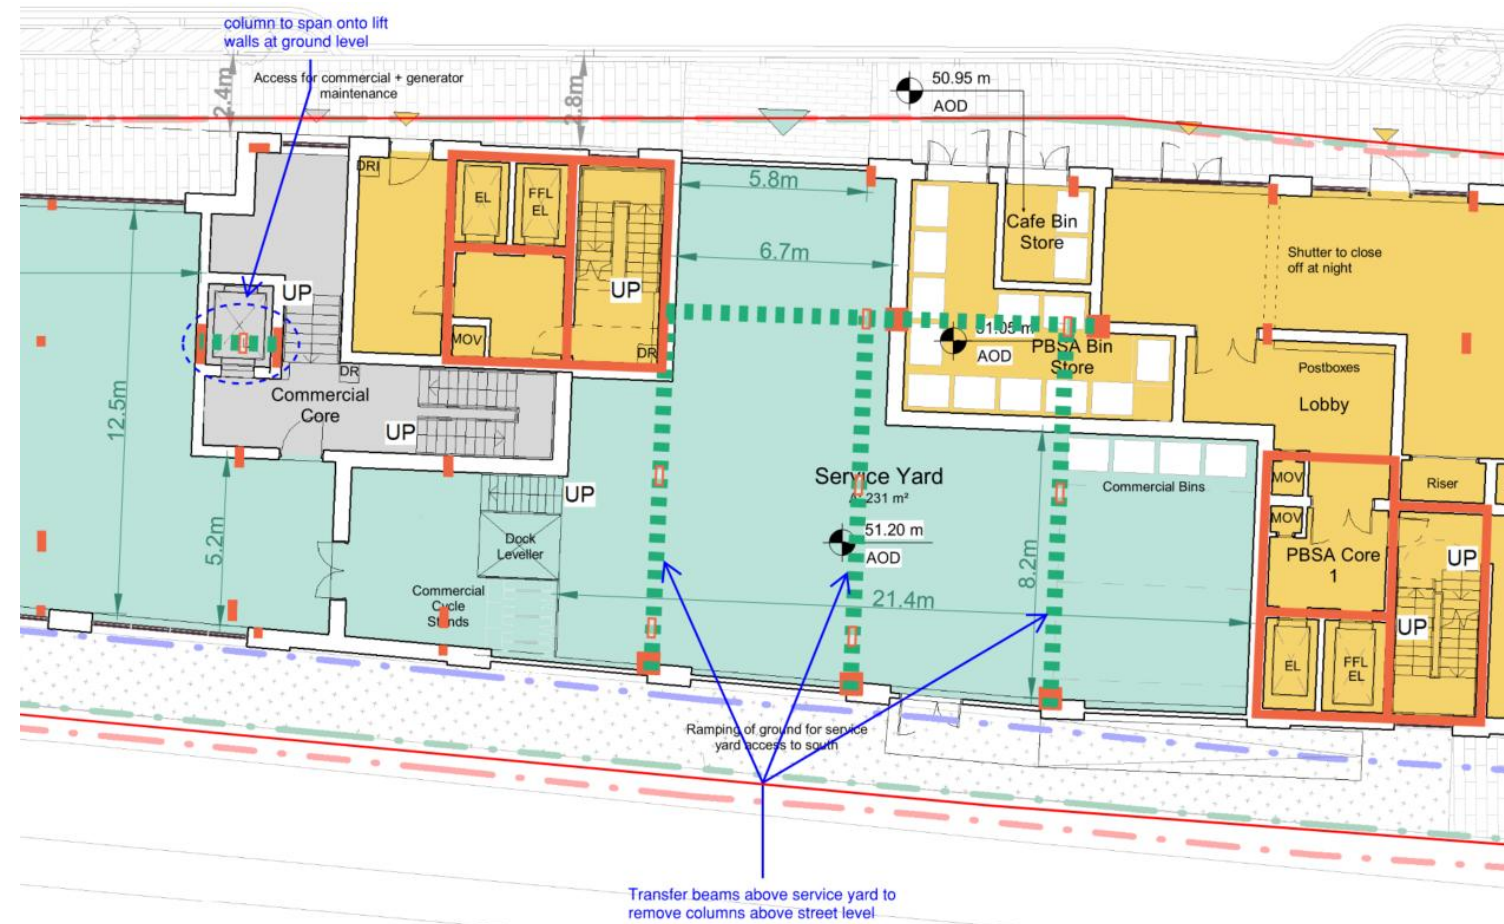 column to span onto lift
walls at ground level
Access for commercial + generator
maintenance
2.4m
2.8m
50.95 m
AOD
DRI
EL
FFL
EL
5.8m
6.7m
Cafe Bin
Store
Shutter to close
off at night
UP
UP
MOV
DR
51.05 m
AOD
PBSA Bin
Store
Postboxes
Lobby
DR
Commercial
Core
12.5m
UP
Service Yard
A: 231 m²
Commercial Bins
MOV
Riser
UP
MOV
51.20 m
AOD
5.2m
Dock
Leveller
8.2m
PBSA Core
1
UP
Commercial
Cycle
Stands
21.4m
UP
EL
FFL
EL
Ramping of ground for service
yard access to south
Transfer beams above service yard to
remove columns above street level